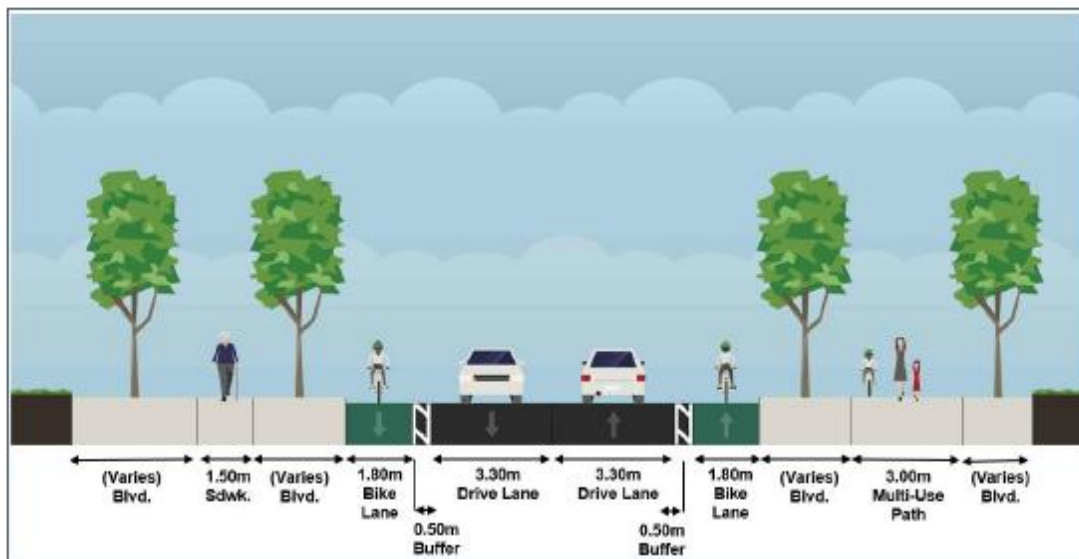 (Varies)
Blvd.
1.50m
Sdwk.
(Varies)
Blvd.
1.80m
Bike
Lane
0.50m
Buffer
3.30m
Drive Lane
3.30m
Drive Lane
0.50m
Buffer
1.80m
Bike
Lane
(Varies)
Blvd.
3.00m
Multi-Use
Path
(Varies)
Blvd.